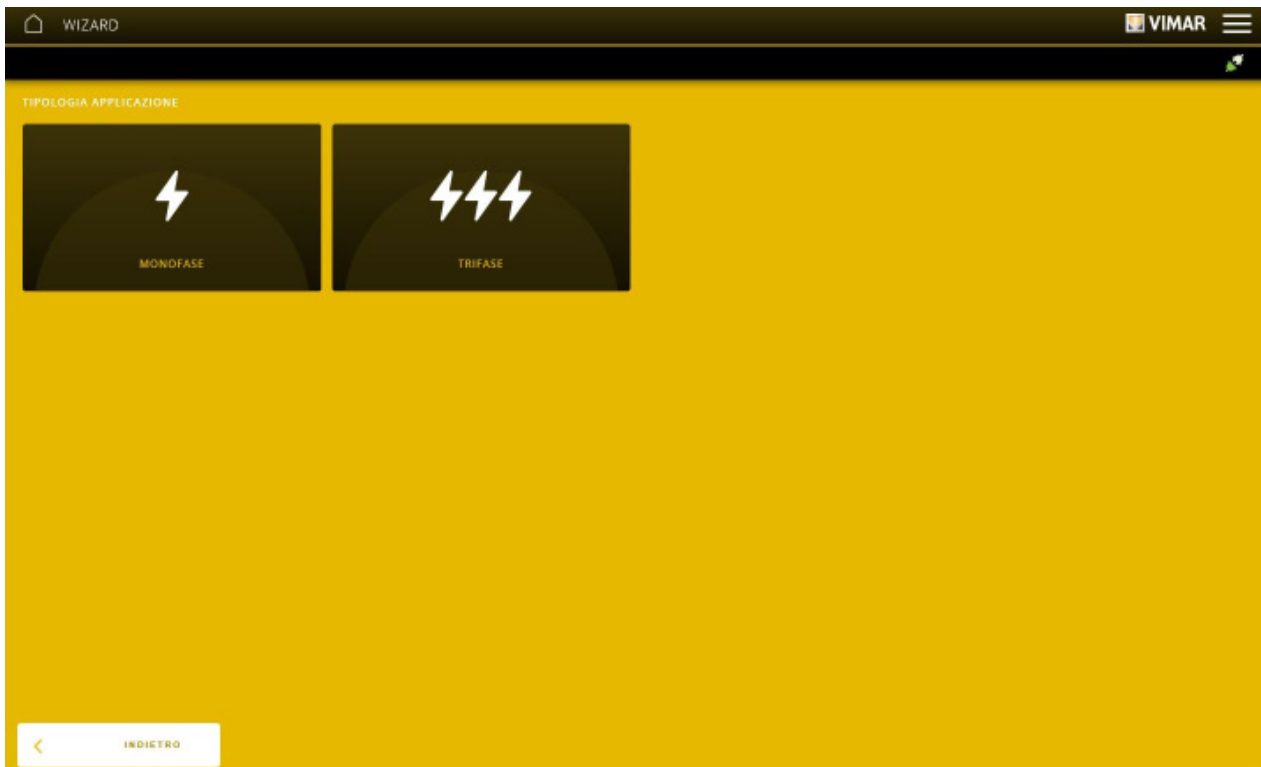 WIZARD
VIMAR
TIPOLOGIA APPLICAZIONE
MONOFASE
TRIFASE
INDIETRO